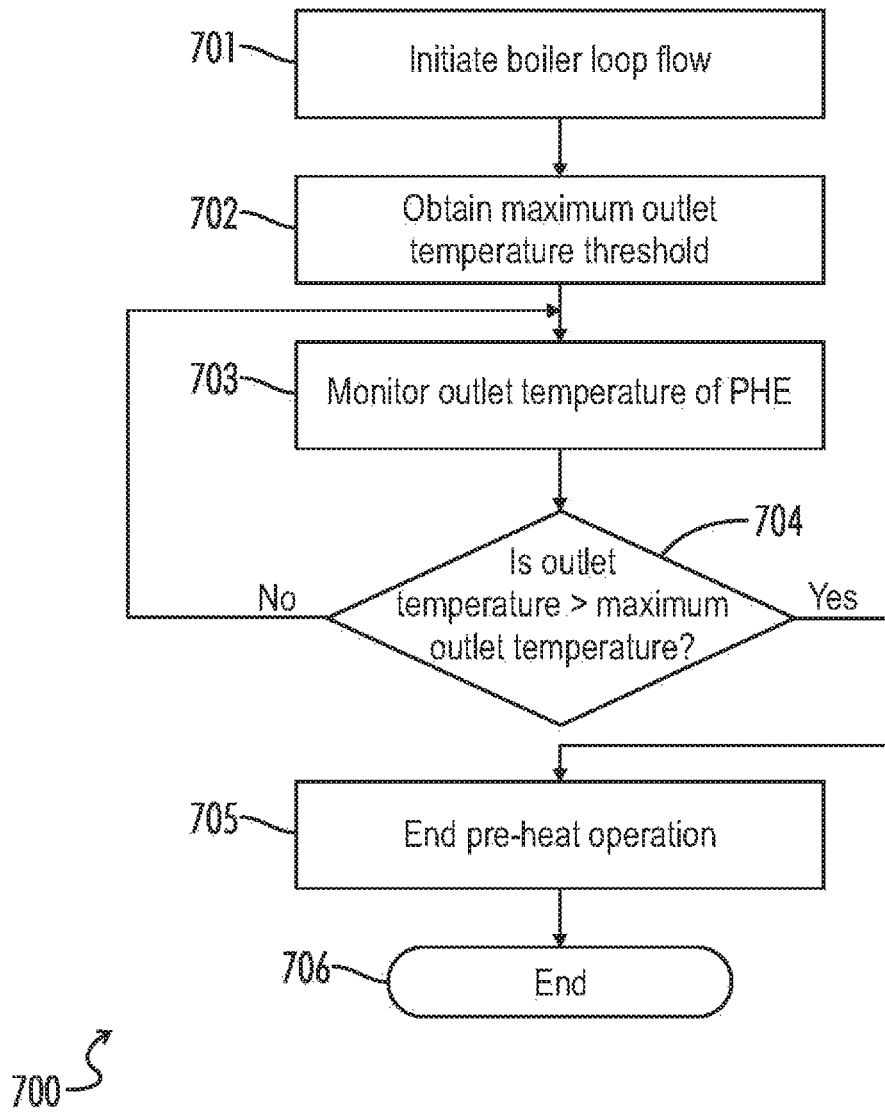 701
Initiate boiler loop flow
702
Obtain maximum outlet
temperature threshold
703
Monitor outlet temperature of PHE
704
Is outlet
No
temperature > maximum
Yes
outlet temperature?
705
End pre-heat operation
706
End
700